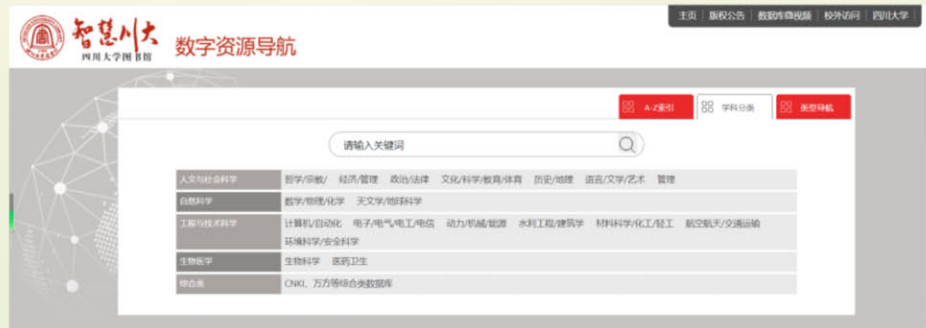 主页 版权公告 数据库微视频 校外访问 四川大学
智慧川大
四川大学图书馆
数字资源导航
A-Z索引 学科分类 类型导航
请输入关键词
人文与社会科学 哲学/宗教/ 经济/管理 政治/法律 文化/科学/教育/体育 历史/地理 语言/文学/艺术 管理
自然科学 数学/物理/化学 天文学/地球科学
工程与技术科学 计算机/自动化 电子/电气/电工/电信 动力/机械/能源 水利工程/建筑学 材料科学/化工/轻工 航空航天/交通运输
环境科学/安全科学
生物医学 生物科学 医药卫生
综合类 CNKI、万方等综合类数据库